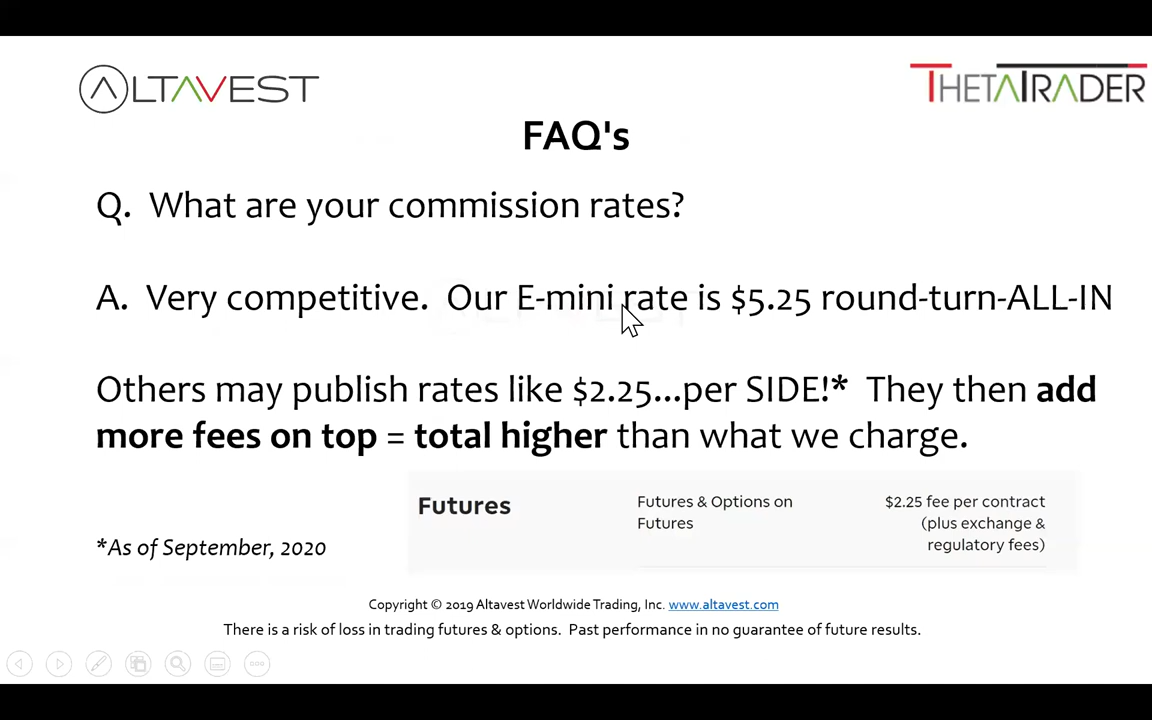 ALTAVEST
THETATRADER
FAQ's
Q. What are your commission rates?
A. Very competitive. Our E-mini rate is $5.25 round-turn-ALL-IN
Others may publish rates like $2.25...per SIDE!* They then add
more fees on top = total higher than what we charge.
Futures
Futures & Options on
Futures
$2.25 fee per contract
(plus exchange &
regulatory fees)
*As of September, 2020
Copyright © 2019 Altavest Worldwide Trading, Inc. www.altavest.com
There is a risk of loss in trading futures & options. Past performance in no guarantee of future results.